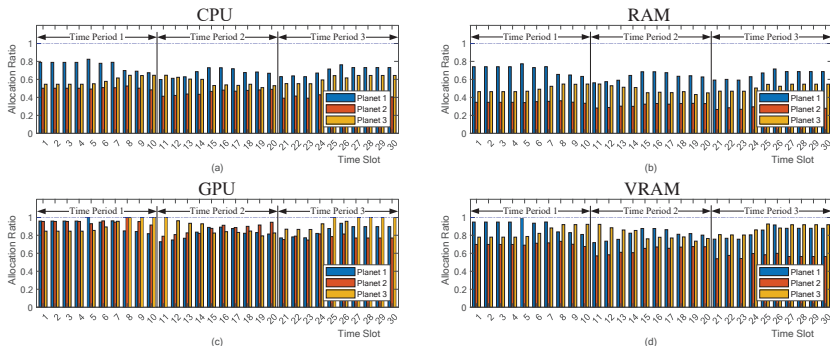 CPU
Allocation Ratio
1
0.8
0.6
0.4
0.2
0
Time Period 1
Time Period 2
Time Period 3
Planet 1
Planet 2
Planet 3
1 2 3 4 5 6 7 8 9 10 11 12 13 14 15 16 17 18 19 20 21 22 23 24 25 26 27 28 29 30
Time Slot
(a)
RAM
Allocation Ratio
1
0.8
0.6
0.4
0.2
0
Time Period 1
Time Period 2
Time Period 3
Planet 1
Planet 2
Planet 3
1 2 3 4 5 6 7 8 9 10 11 12 13 14 15 16 17 18 19 20 21 22 23 24 25 26 27 28 29 30
Time Slot
(b)
GPU
Allocation Ratio
1
0.8
0.6
0.4
0.2
0
Time Period 1
Time Period 2
Time Period 3
Planet 1
Planet 2
Planet 3
1 2 3 4 5 6 7 8 9 10 11 12 13 14 15 16 17 18 19 20 21 22 23 24 25 26 27 28 29 30
Time Slot
(c)
VRAM
Allocation Ratio
1
0.8
0.6
0.4
0.2
0
Time Period 1
Time Period 2
Time Period 3
Planet 1
Planet 2
Planet 3
1 2 3 4 5 6 7 8 9 10 11 12 13 14 15 16 17 18 19 20 21 22 23 24 25 26 27 28 29 30
Time Slot
(d)